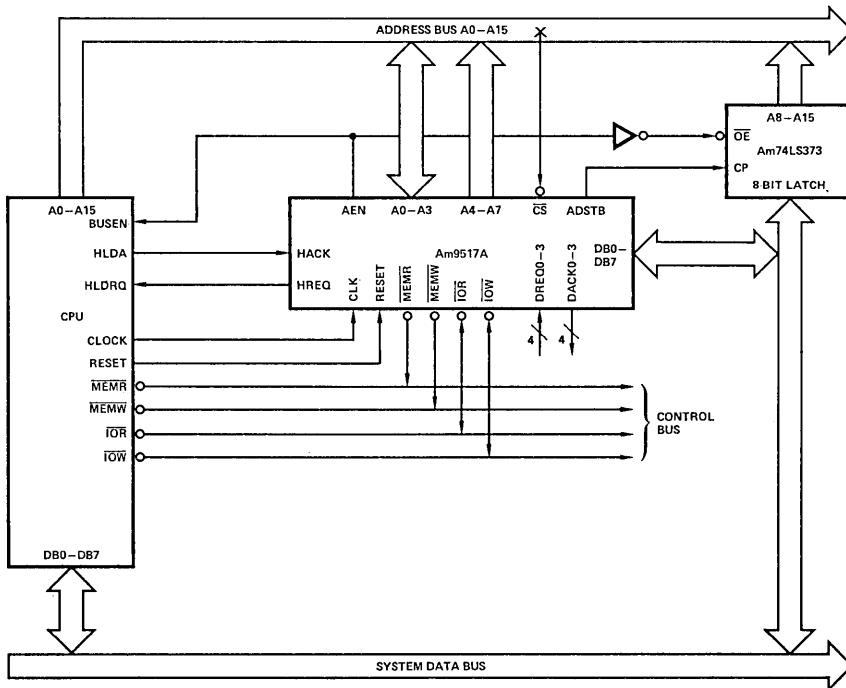 ADDRESS BUS A0–A15
A8–A15
OE
Am74LS373
CP
8-BIT LATCH
A0–A15
BUSEN
HLDA
HLDRQ
CPU
CLOCK
RESET
MEMR
MEMW
IOR
IOW
DB0–DB7
AEN
A0–A3
A4–A7
CS
ADSTB
HACK
Am9517A
DB0–
DB7
HREQ
CLK
RESET
MEMR
MEMW
IOR
IOW
DREQ0-3
DACK0-3
4
4
CONTROL
BUS
SYSTEM DATA BUS